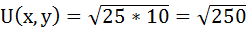 U(x,y) = √25 * 10 = √250